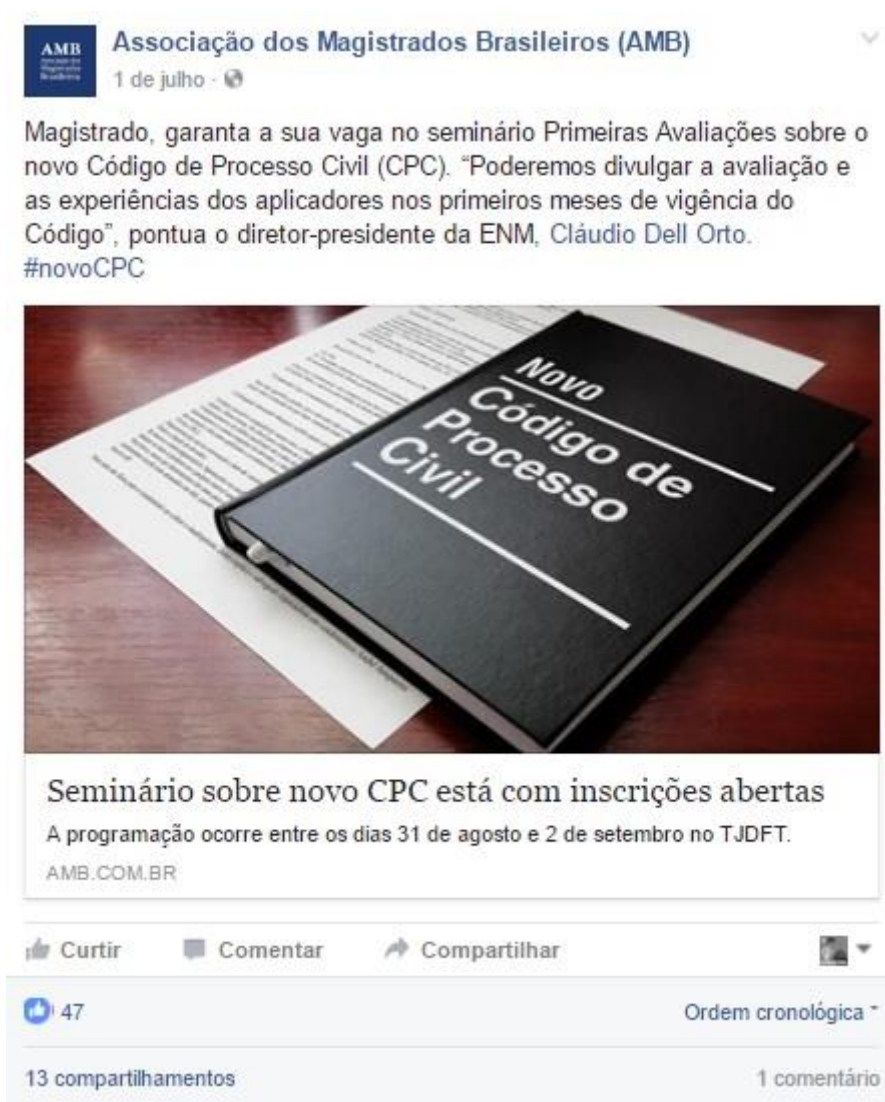 AMB
Associação dos Magistrados Brasileiros (AMB)
1 de julho
Magistrado, garanta a sua vaga no seminário Primeiras Avaliações sobre o
novo Código de Processo Civil (CPC). “Poderemos divulgar a avaliação e
as experiências dos aplicadores nos primeiros meses de vigência do
Código”, pontua o diretor-presidente da ENM, Cláudio Dell Orto.
#novoCPC
Novo
Código de
Processo
Civil
Seminário sobre novo CPC está com inscrições abertas
A programação ocorre entre os dias 31 de agosto e 2 de setembro no TJDFT.
AMB.COM.BR
Curtir Comentar Compartilhar
47 Ordem cronológica
13 compartilhamentos 1 comentário